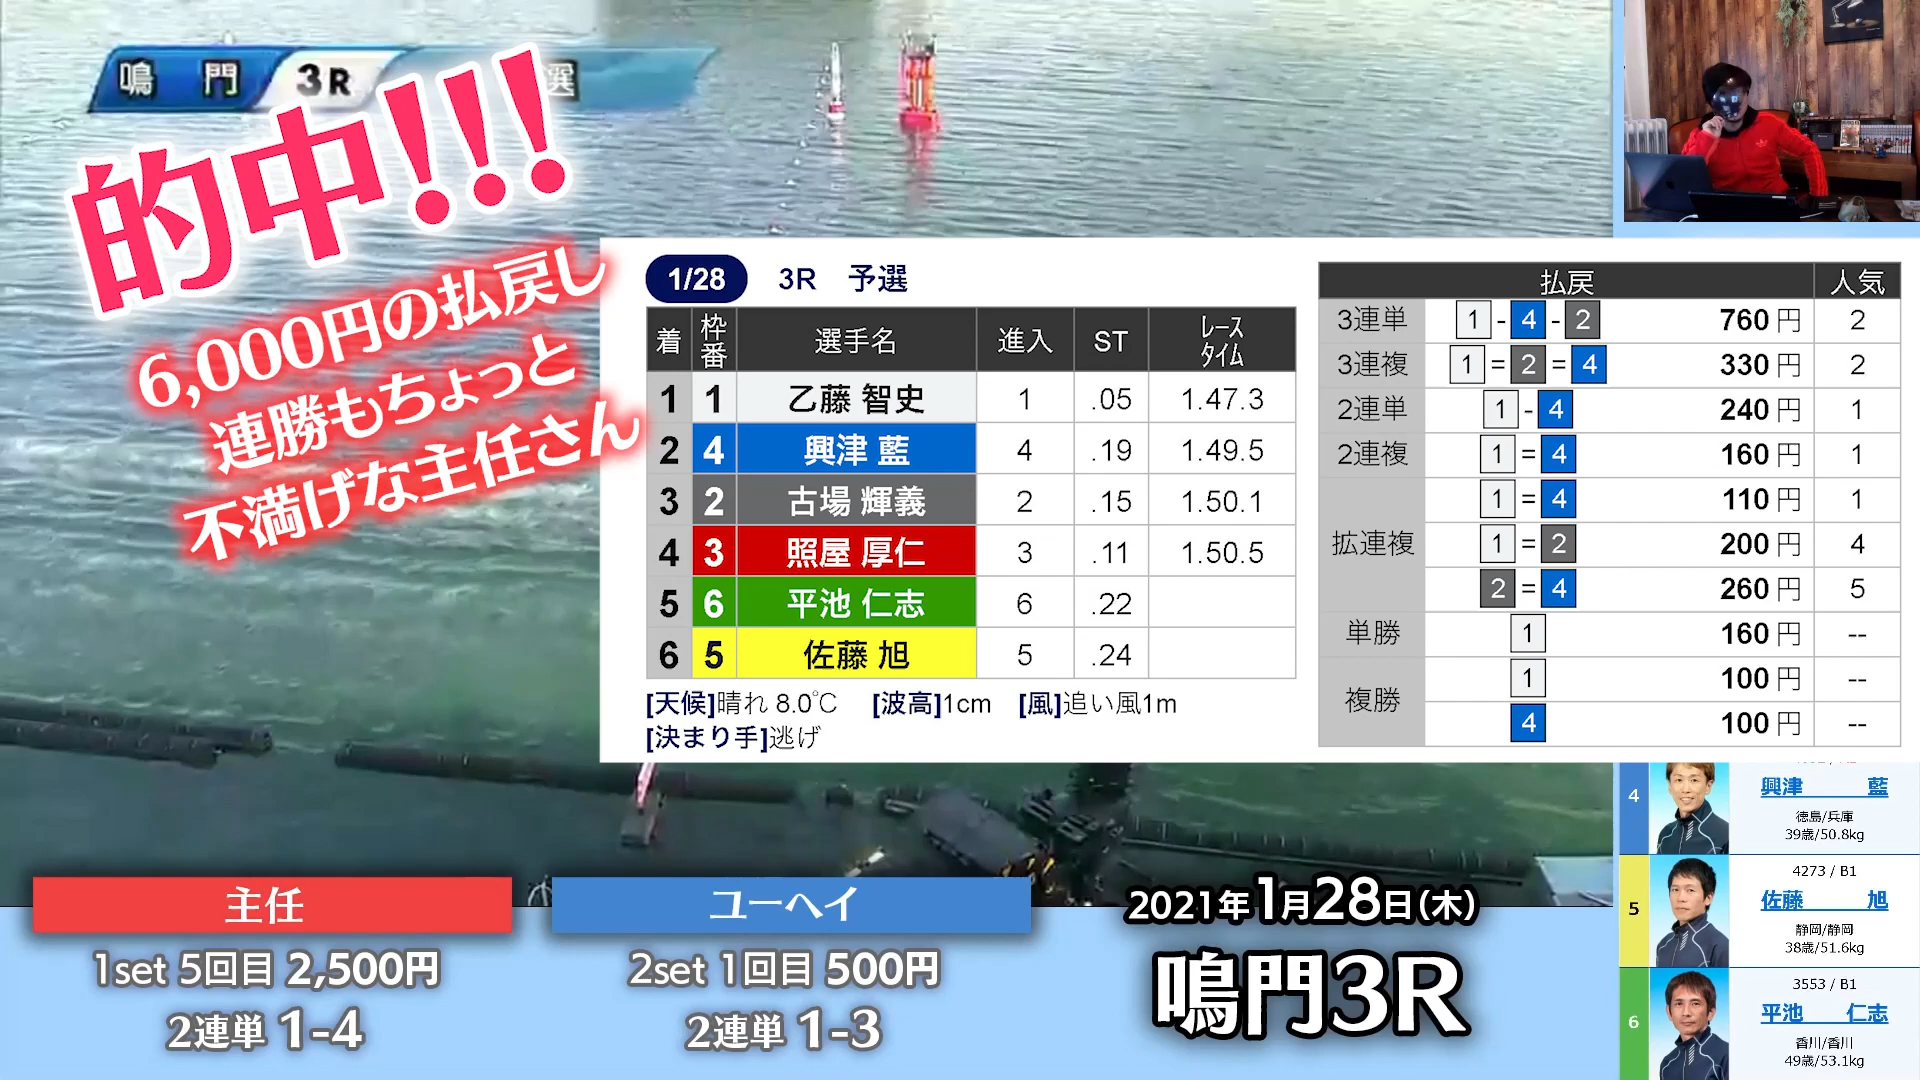 鳴門 3R 選
的中!!!
6,000円の払戻し
連勝もちょっと
不満げな主任さん
1/28 3R 予選
着 枠番 選手名 進入 ST レースタイム
1 1 乙藤 智史 1 .05 1.47.3
2 4 興津 藍 4 .19 1.49.5
3 2 古場 輝義 2 .15 1.50.1
4 3 照屋 厚仁 3 .11 1.50.5
5 6 平池 仁志 6 .22
6 5 佐藤 旭 5 .24
[天候]晴れ 8.0℃ [波高]1cm [風]追い風1m
[決まり手]逃げ
払戻 人気
3連単 1-4-2 760円 2
3連複 1=2=4 330円 2
2連単 1-4 240円 1
2連複 1=4 160円 1
拡連複 1=4 110円 1
1=2 200円 4
2=4 260円 5
単勝 1 160円 --
複勝 1 100円 --
4 100円 --
4 興津 藍
徳島/兵庫
39歳/50.8kg
4273 / B1
5 佐藤 旭
静岡/静岡
38歳/51.6kg
3553 / B1
6 平池 仁志
香川/香川
49歳/53.1kg
主任
1set 5回目 2,500円
2連単 1-4
ユーヘイ
2set 1回目 500円
2連単 1-3
2021年1月28日(木)
鳴門3R